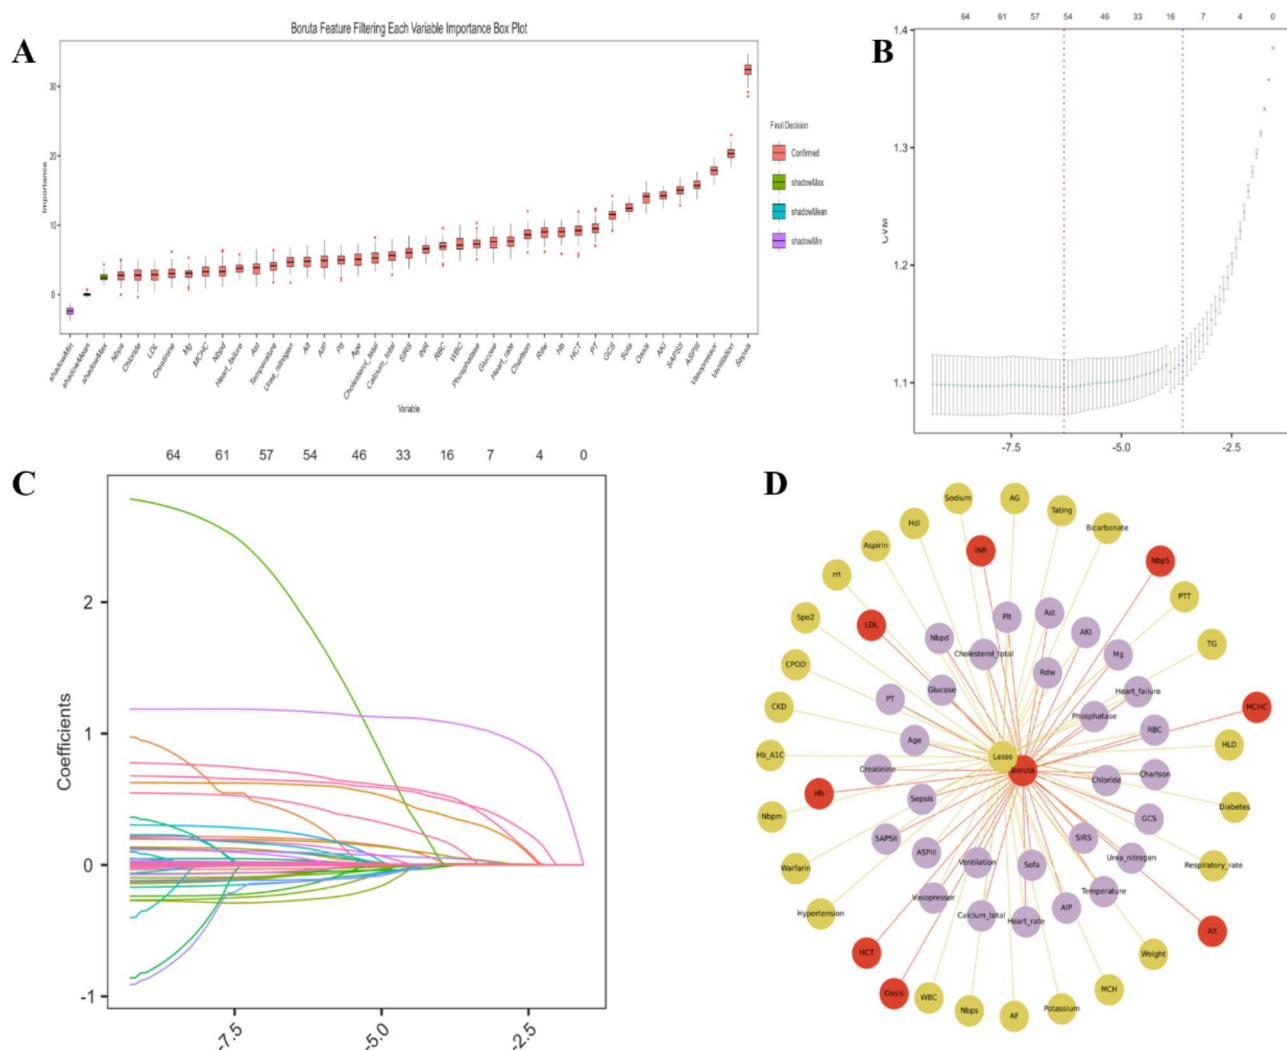 A
Boruta Feature Filtering Each Variable Importance Box Plot
Importance
30
20
10
0
Final Decision
Confirmed
shadowMax
shadowMean
shadowMin
shadowMin
shadowMean
shadowMax
Nbps
Chloride
LDL
Creatinine
Mg
MCHC
Nbpd
Heart_failure
Ast
Temperature
Urea_nitrogen
Alt
AIP
Plt
Age
Cholesterol_total
Calcium_total
SIRS
INR
RBC
WBC
Phosphatase
Glucose
Heart_rate
Charlson
Rdw
Hb
HCT
PT
GCS
Sofa
Oasis
AKI
SAPSII
ASPIII
Vasopressor
Ventilation
Sepsis
Variable
B
64 61 57 54 46 33 16 7 4 0
CVM
1.4
1.3
1.2
1.1
-7.5 -5.0 -2.5
C
64 61 57 54 46 33 16 7 4 0
Coefficients
2
1
0
-1
-7.5 -5.0 -2.5
D
Sodium
AG
Tating
Bicarbonate
Hdl
Aspirin
INR
NbpS
rrt
PTT
Spo2
LDL
Plt
Ast
AKI
Nbpd
Cholesterol_total
Mg
TG
CPOD
Rdw
Glucose
Heart_failure
PT
CKD
MCHC
Phosphatase
RBC
Age
HLD
Hb_A1C
Lasso
Boruta
Creatinine
Chloride
Charlson
Hb
Sepsis
Diabetes
Nbpm
GCS
SAPSII
SIRS
ASPIII
Urea_nitrogen
Warfarin
Ventilation
Sofa
Respiratory_rate
Vasopressor
Temperature
Hypertension
Calcium_total
Heart_rate
AIP
Alt
HCT
Weight
Oasis
WBC
MCH
Nbps
AF
Potassium